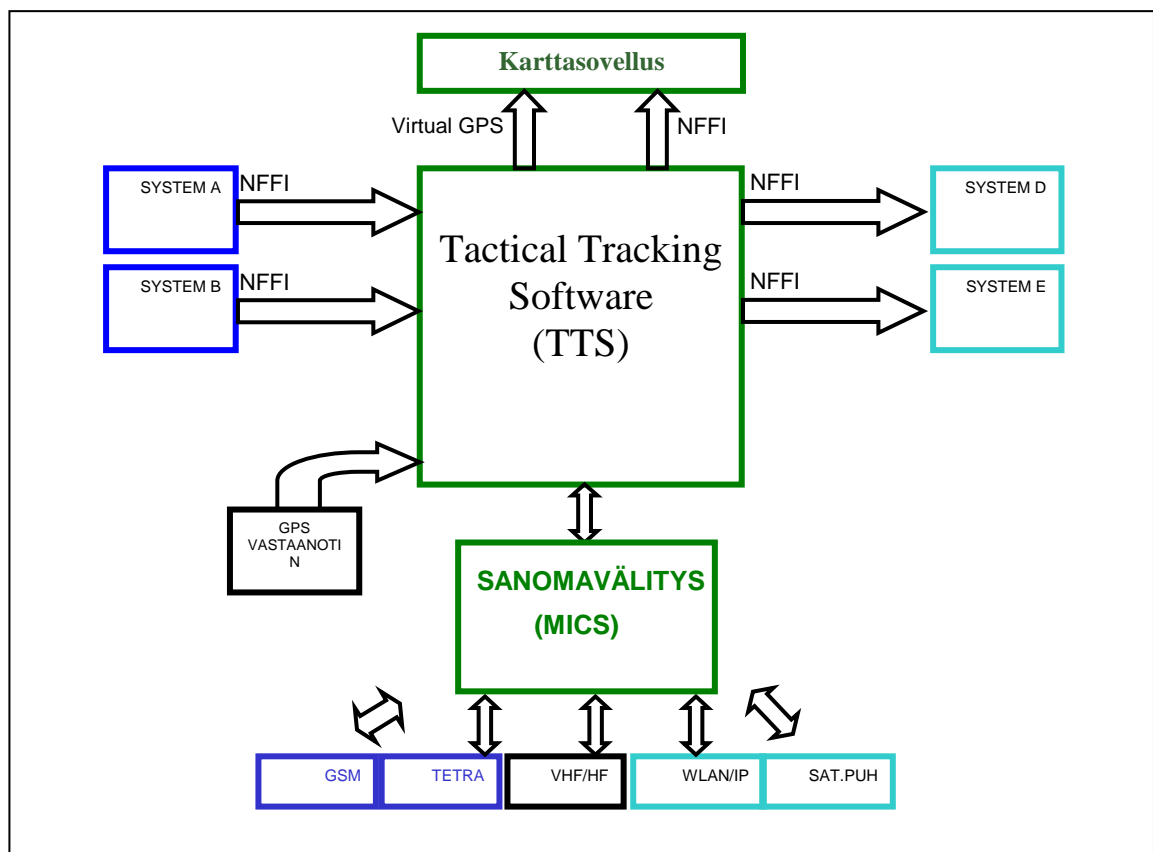 Karttasovellus
Virtual GPS
NFFI
SYSTEM A
NFFI
NFFI
SYSTEM D
Tactical Tracking
Software
(TTS)
SYSTEM B
NFFI
NFFI
SYSTEM E
GPS
VASTAANOTI
N
SANOMAVÄLITYS
(MICS)
GSM
TETRA
VHF/HF
WLAN/IP
SAT.PUH